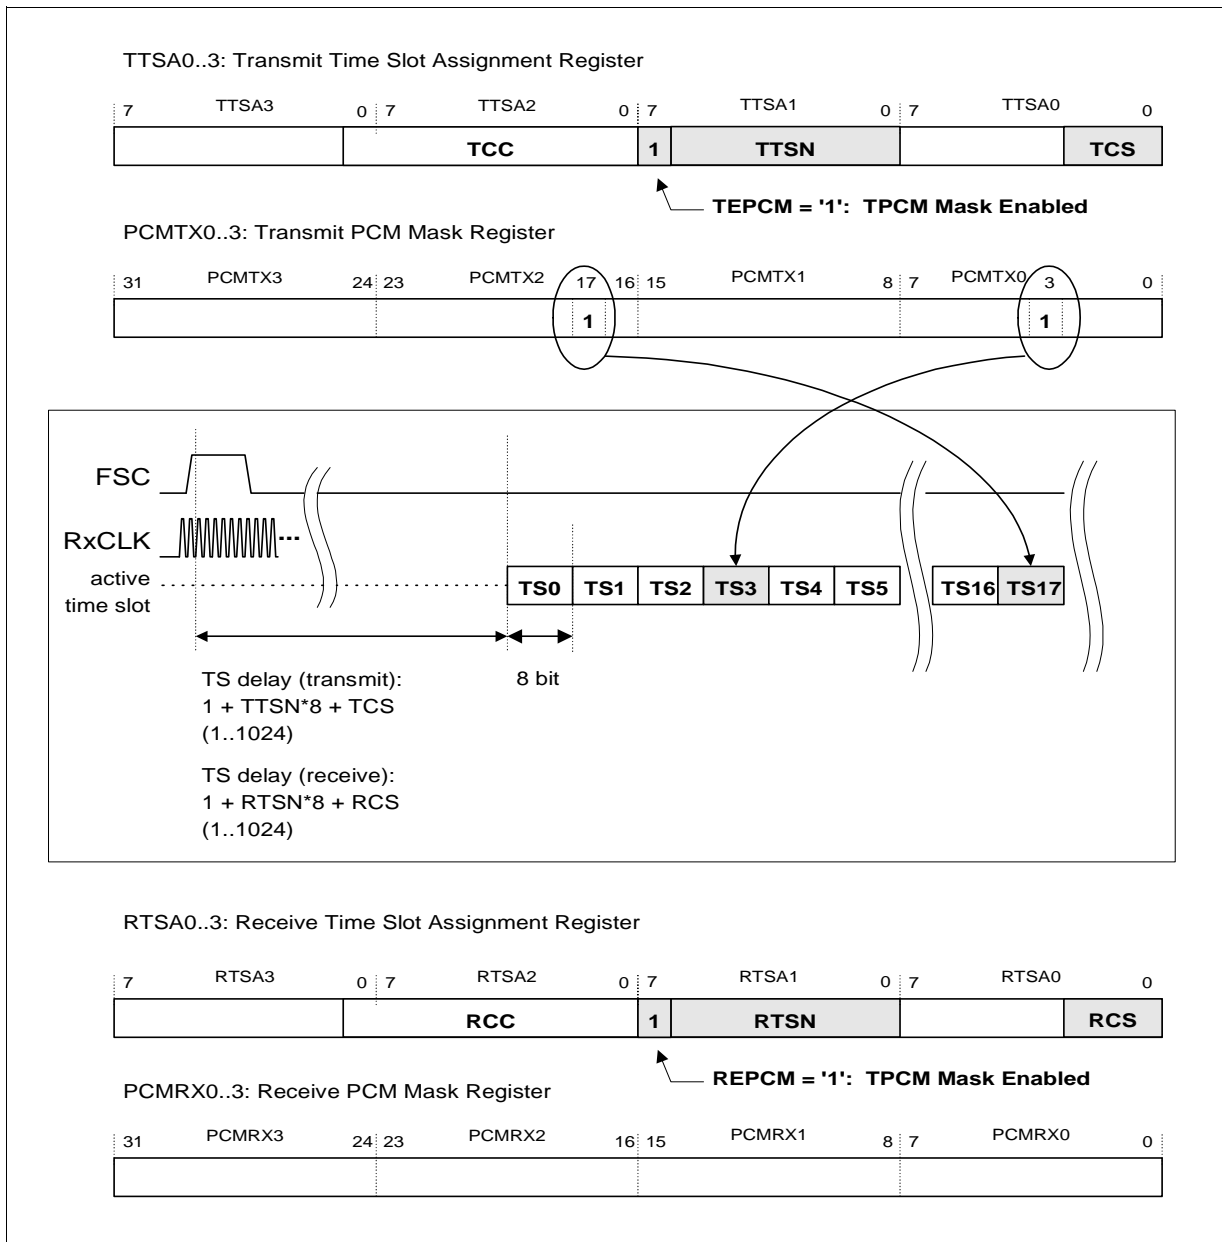 TTSA0..3: Transmit Time Slot Assignment Register
7 TTSA3 0 7 TTSA2 0 7 TTSA1 0 7 TTSA0 0
TCC 1 TTSN TCS
TEPCM = '1': TPCM Mask Enabled
PCMTX0..3: Transmit PCM Mask Register
31 PCMTX3 24 23 PCMTX2 17 16 15 PCMTX1 8 7 PCMTX0 3 0
1 1
FSC
RxCLK
active
time slot
TS0 TS1 TS2 TS3 TS4 TS5 TS16 TS17
TS delay (transmit):
1 + TTSN*8 + TCS
(1..1024)
8 bit
TS delay (receive):
1 + RTSN*8 + RCS
(1..1024)
RTSA0..3: Receive Time Slot Assignment Register
7 RTSA3 0 7 RTSA2 0 7 RTSA1 0 7 RTSA0 0
RCC 1 RTSN RCS
REPCM = '1': TPCM Mask Enabled
PCMRX0..3: Receive PCM Mask Register
31 PCMRX3 24 23 PCMRX2 16 15 PCMRX1 8 7 PCMRX0 0